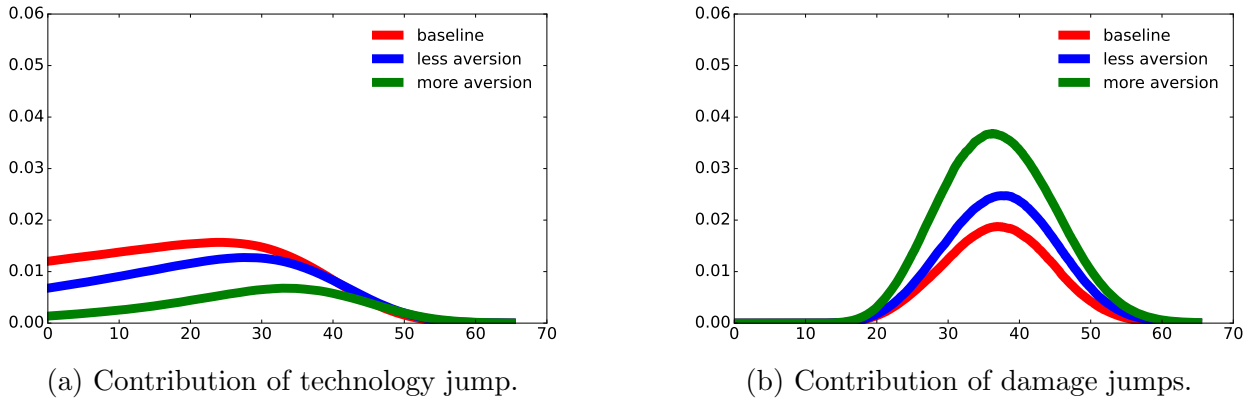 0.06
0.05
0.04
0.03
0.02
0.01
0.00
0 10 20 30 40 50 60 70
baseline
less aversion
more aversion
(a) Contribution of technology jump.
0.06
0.05
0.04
0.03
0.02
0.01
0.00
0 10 20 30 40 50 60 70
baseline
less aversion
more aversion
(b) Contribution of damage jumps.